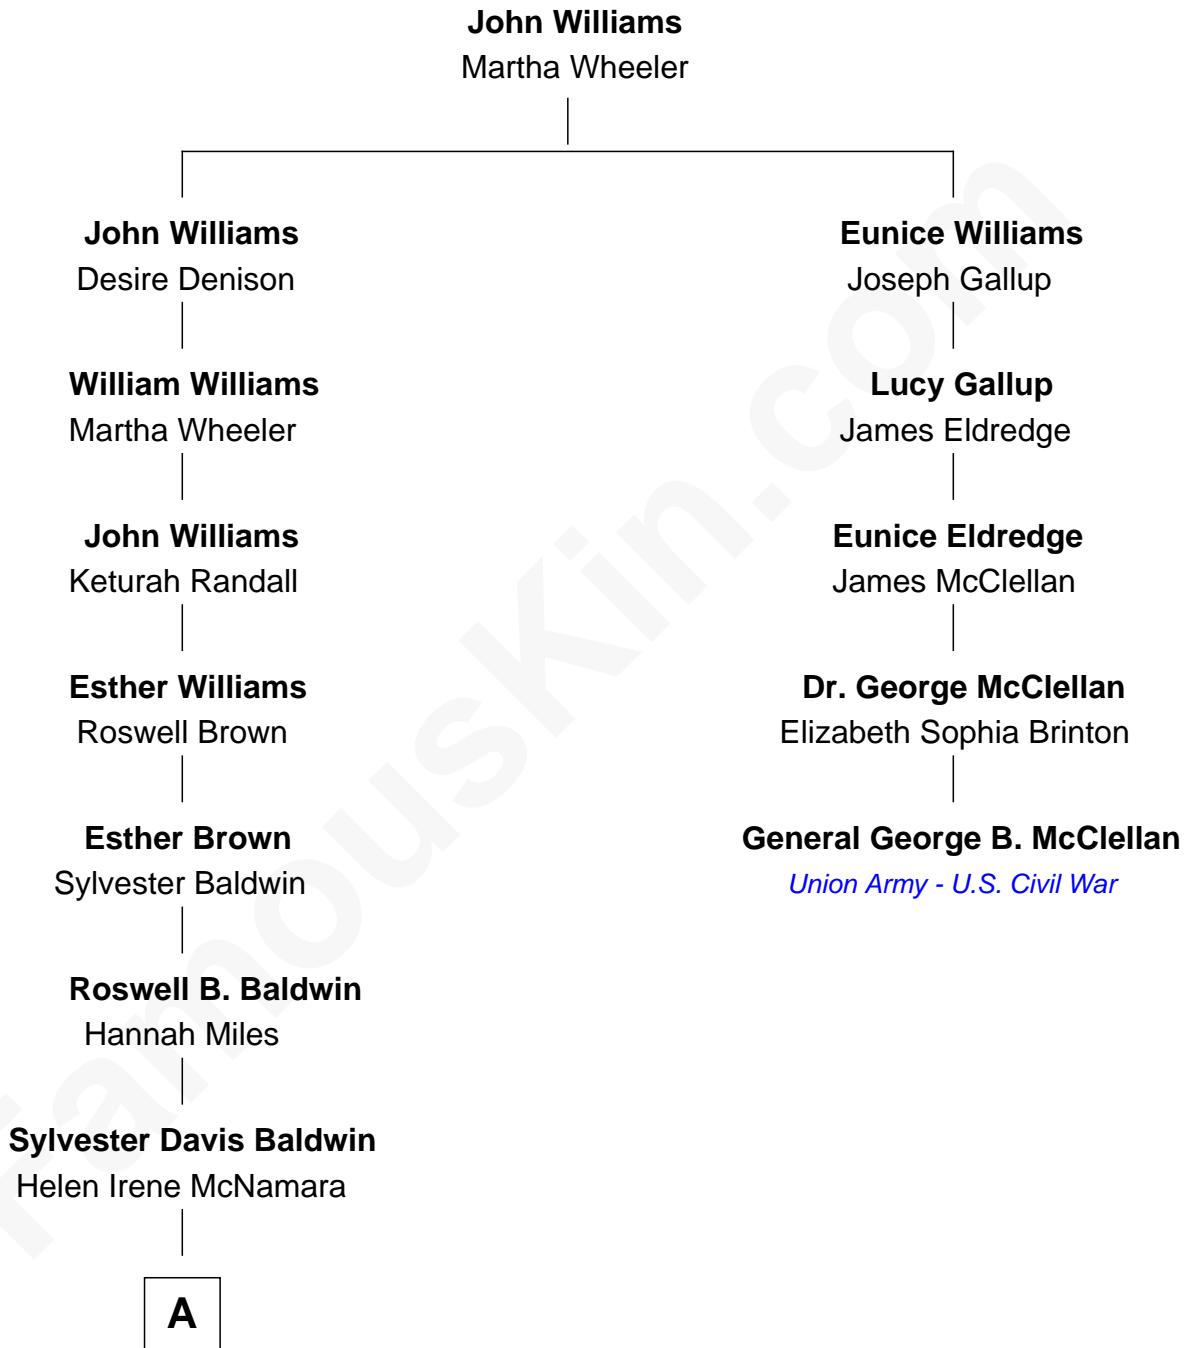 John Williams
Martha Wheeler
John Williams
Desire Denison
Eunice Williams
Joseph Gallup
William Williams
Martha Wheeler
Lucy Gallup
James Eldredge
John Williams
Keturah Randall
Eunice Eldredge
James McClellan
Esther Williams
Roswell Brown
Dr. George McClellan
Elizabeth Sophia Brinton
Esther Brown
Sylvester Baldwin
General George B. McClellan
Union Army - U.S. Civil War
Roswell B. Baldwin
Hannah Miles
Sylvester Davis Baldwin
Helen Irene McNamara
A
FamousKin.com